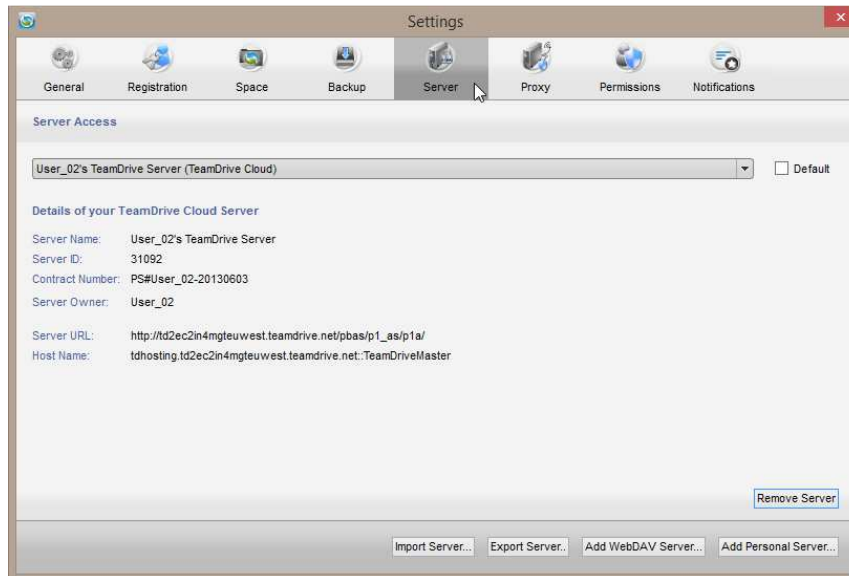 Settings
General Registration Space Backup Server Proxy Permissions Notifications
Server Access
User_02's TeamDrive Server (TeamDrive Cloud) Default
Details of your TeamDrive Cloud Server
Server Name: User_02's TeamDrive Server
Server ID: 31092
Contract Number: PS#User_02-20130603
Server Owner: User_02
Server URL: http://td2ec2in4mgteuwest.teamdrive.net/pbas/p1_as/p1a/
Host Name: tdhosting.td2ec2in4mgteuwest.teamdrive.net::TeamDriveMaster
Remove Server
Import Server... Export Server.. Add WebDAV Server... Add Personal Server...